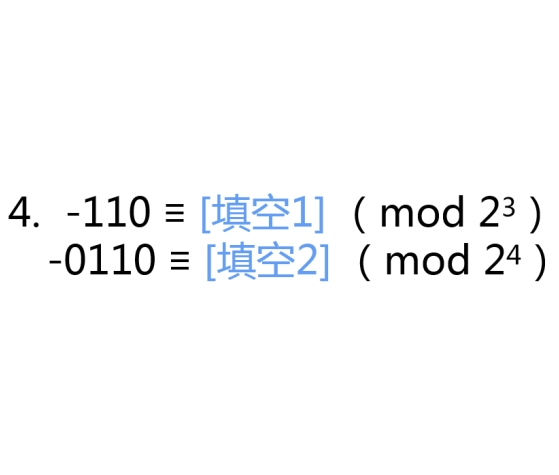 4. -110 ≡ [填空1] ( mod 2³ )
-0110 ≡ [填空2] ( mod 2⁴ )